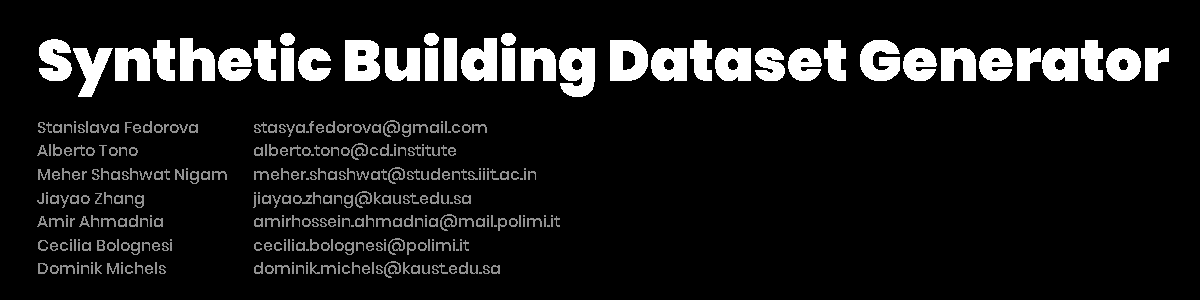 Synthetic Building Dataset Generator
Stanislava Fedorova stasya.fedorova@gmail.com
Alberto Tono alberto.tono@cd.institute
Meher Shashwat Nigam meher.shashwat@students.iiit.ac.in
Jiayao Zhang jiayao.zhang@kaust.edu.sa
Amir Ahmadnia amirhossein.ahmadnia@mail.polimi.it
Cecilia Bolognesi cecilia.bolognesi@polimi.it
Dominik Michels dominik.michels@kaust.edu.sa